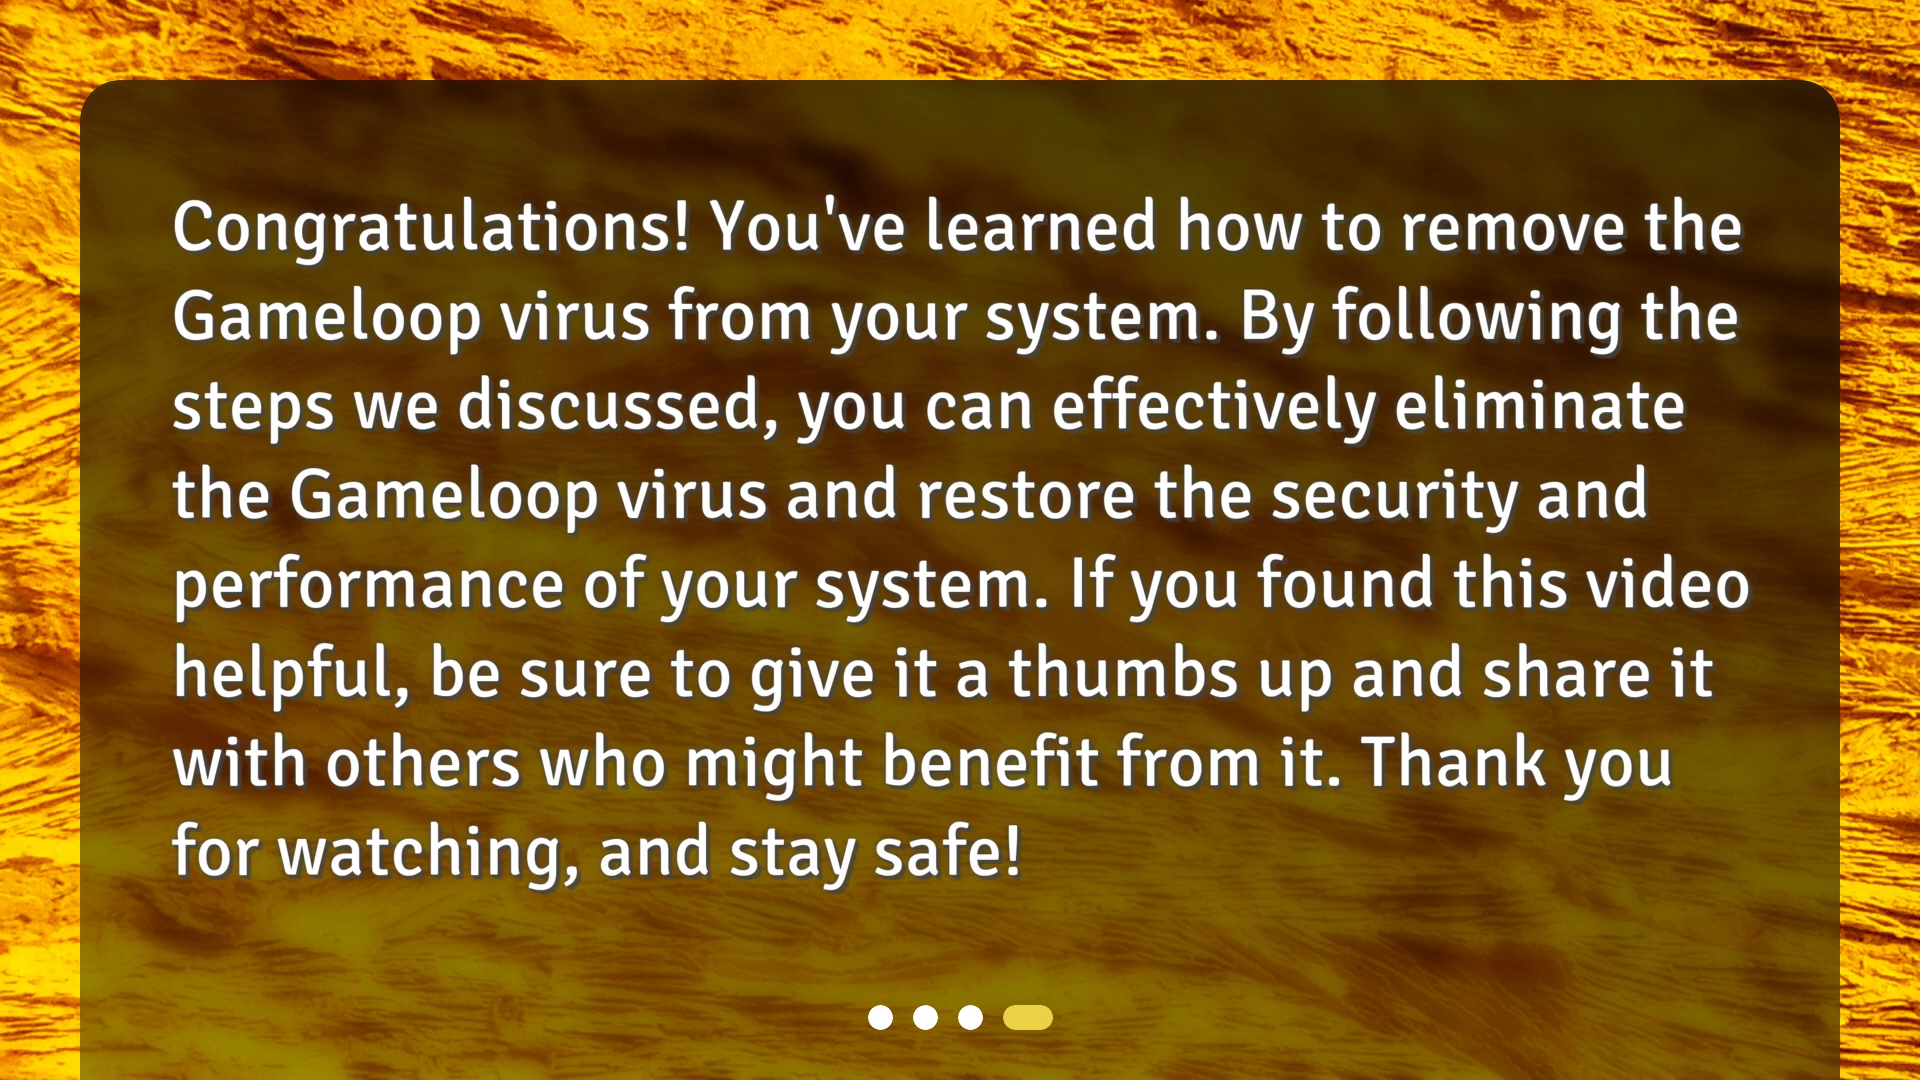 Congratulations! You've learned how to remove the
Gameloop virus from your system. By following the
steps we discussed, you can effectively eliminate
the Gameloop virus and restore the security and
performance of your system. If you found this video
helpful, be sure to give it a thumbs up and share it
with others who might benefit from it. Thank you
for watching, and stay safe!